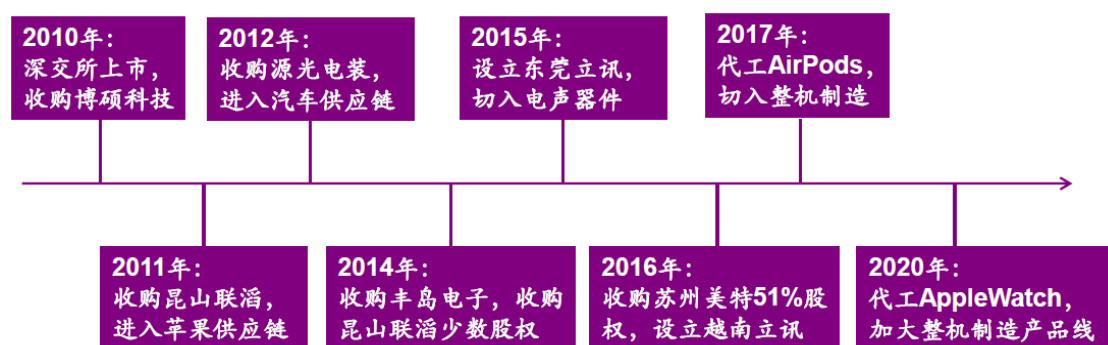 2010年：
深交所上市，
收购博硕科技
2012年：
收购源光电装，
进入汽车供应链
2015年：
设立东莞立讯，
切入电声器件
2017年：
代工AirPods，
切入整机制造
2011年：
收购昆山联滔，
进入苹果供应链
2014年：
收购丰岛电子，收购
昆山联滔少数股权
2016年：
收购苏州美特51%股
权，设立越南立讯
2020年：
代工AppleWatch，
加大整机制造产品线